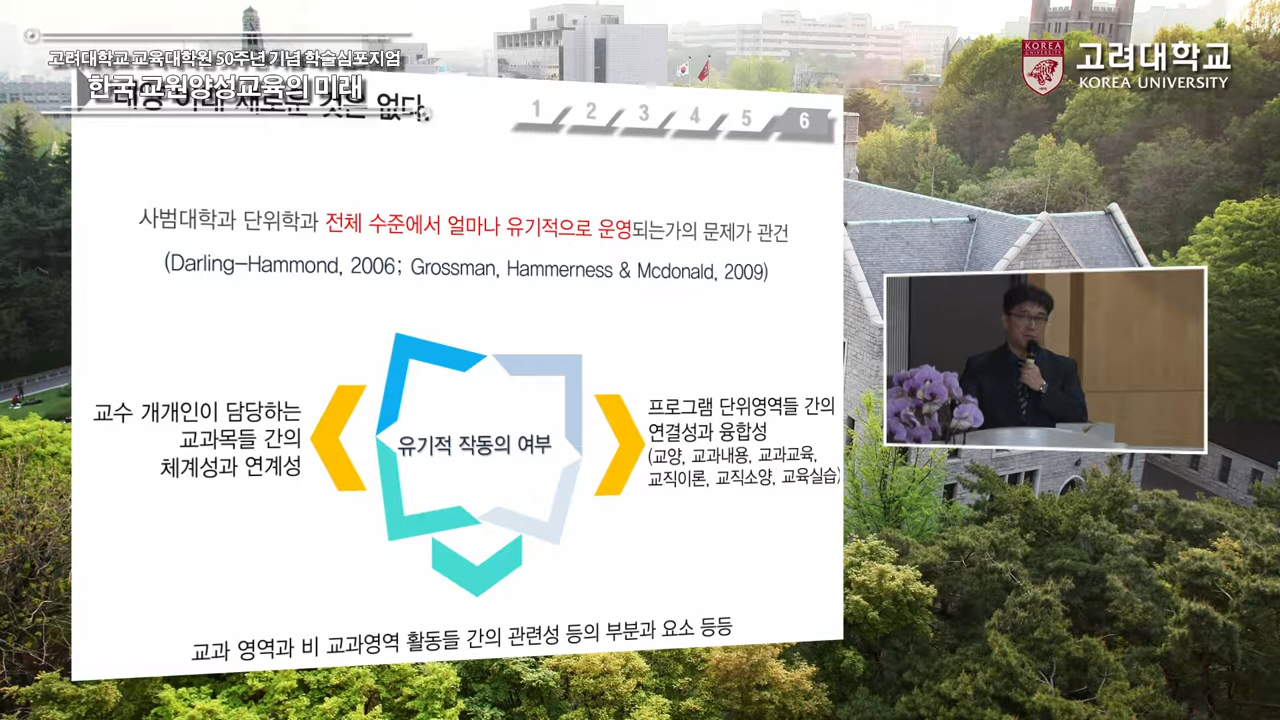 고려대학교 교육대학원 50주년 기념 학술심포지엄
한국 교원양성교육의 미래
새로운 것은 없다.
1 2 3 4 5 6
KOREA
고려대학교
KOREA UNIVERSITY
사범대학과 단위학과 전체 수준에서 얼마나 유기적으로 운영되는가의 문제가 관건
(Darling-Hammond, 2006; Grossman, Hammerness & Mcdonald, 2009)
교수 개개인이 담당하는
교과목들 간의
체계성과 연계성
유기적 작동의 여부
프로그램 단위영역들 간의
연결성과 융합성
(교양, 교과내용, 교과교육,
교직이론, 교직소양, 교육실습)
교과 영역과 비 교과영역 활동들 간의 관련성 등의 부분과 요소 등등